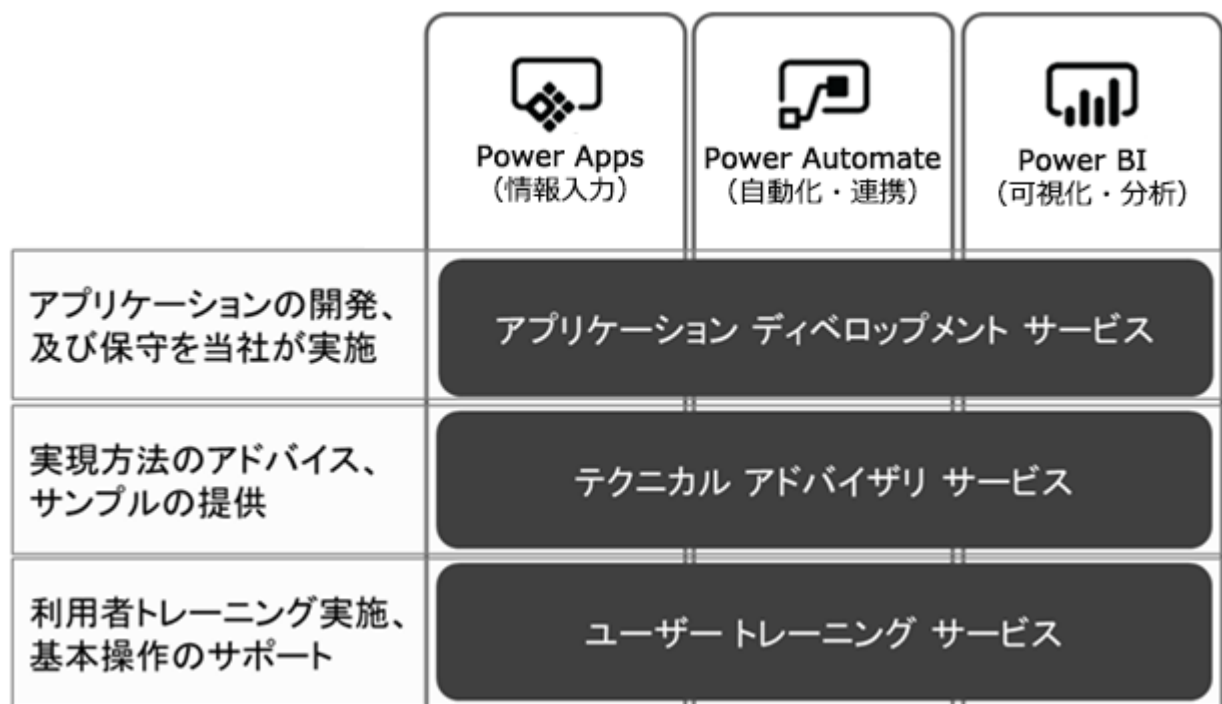 Power Apps
（情報入力）
Power Automate
（自動化・連携）
Power BI
（可視化・分析）
アプリケーションの開発、
及び保守を当社が実施
アプリケーション ディベロップメント サービス
実現方法のアドバイス、
サンプルの提供
テクニカル アドバイザリ サービス
利用者トレーニング実施、
基本操作のサポート
ユーザートレーニング サービス